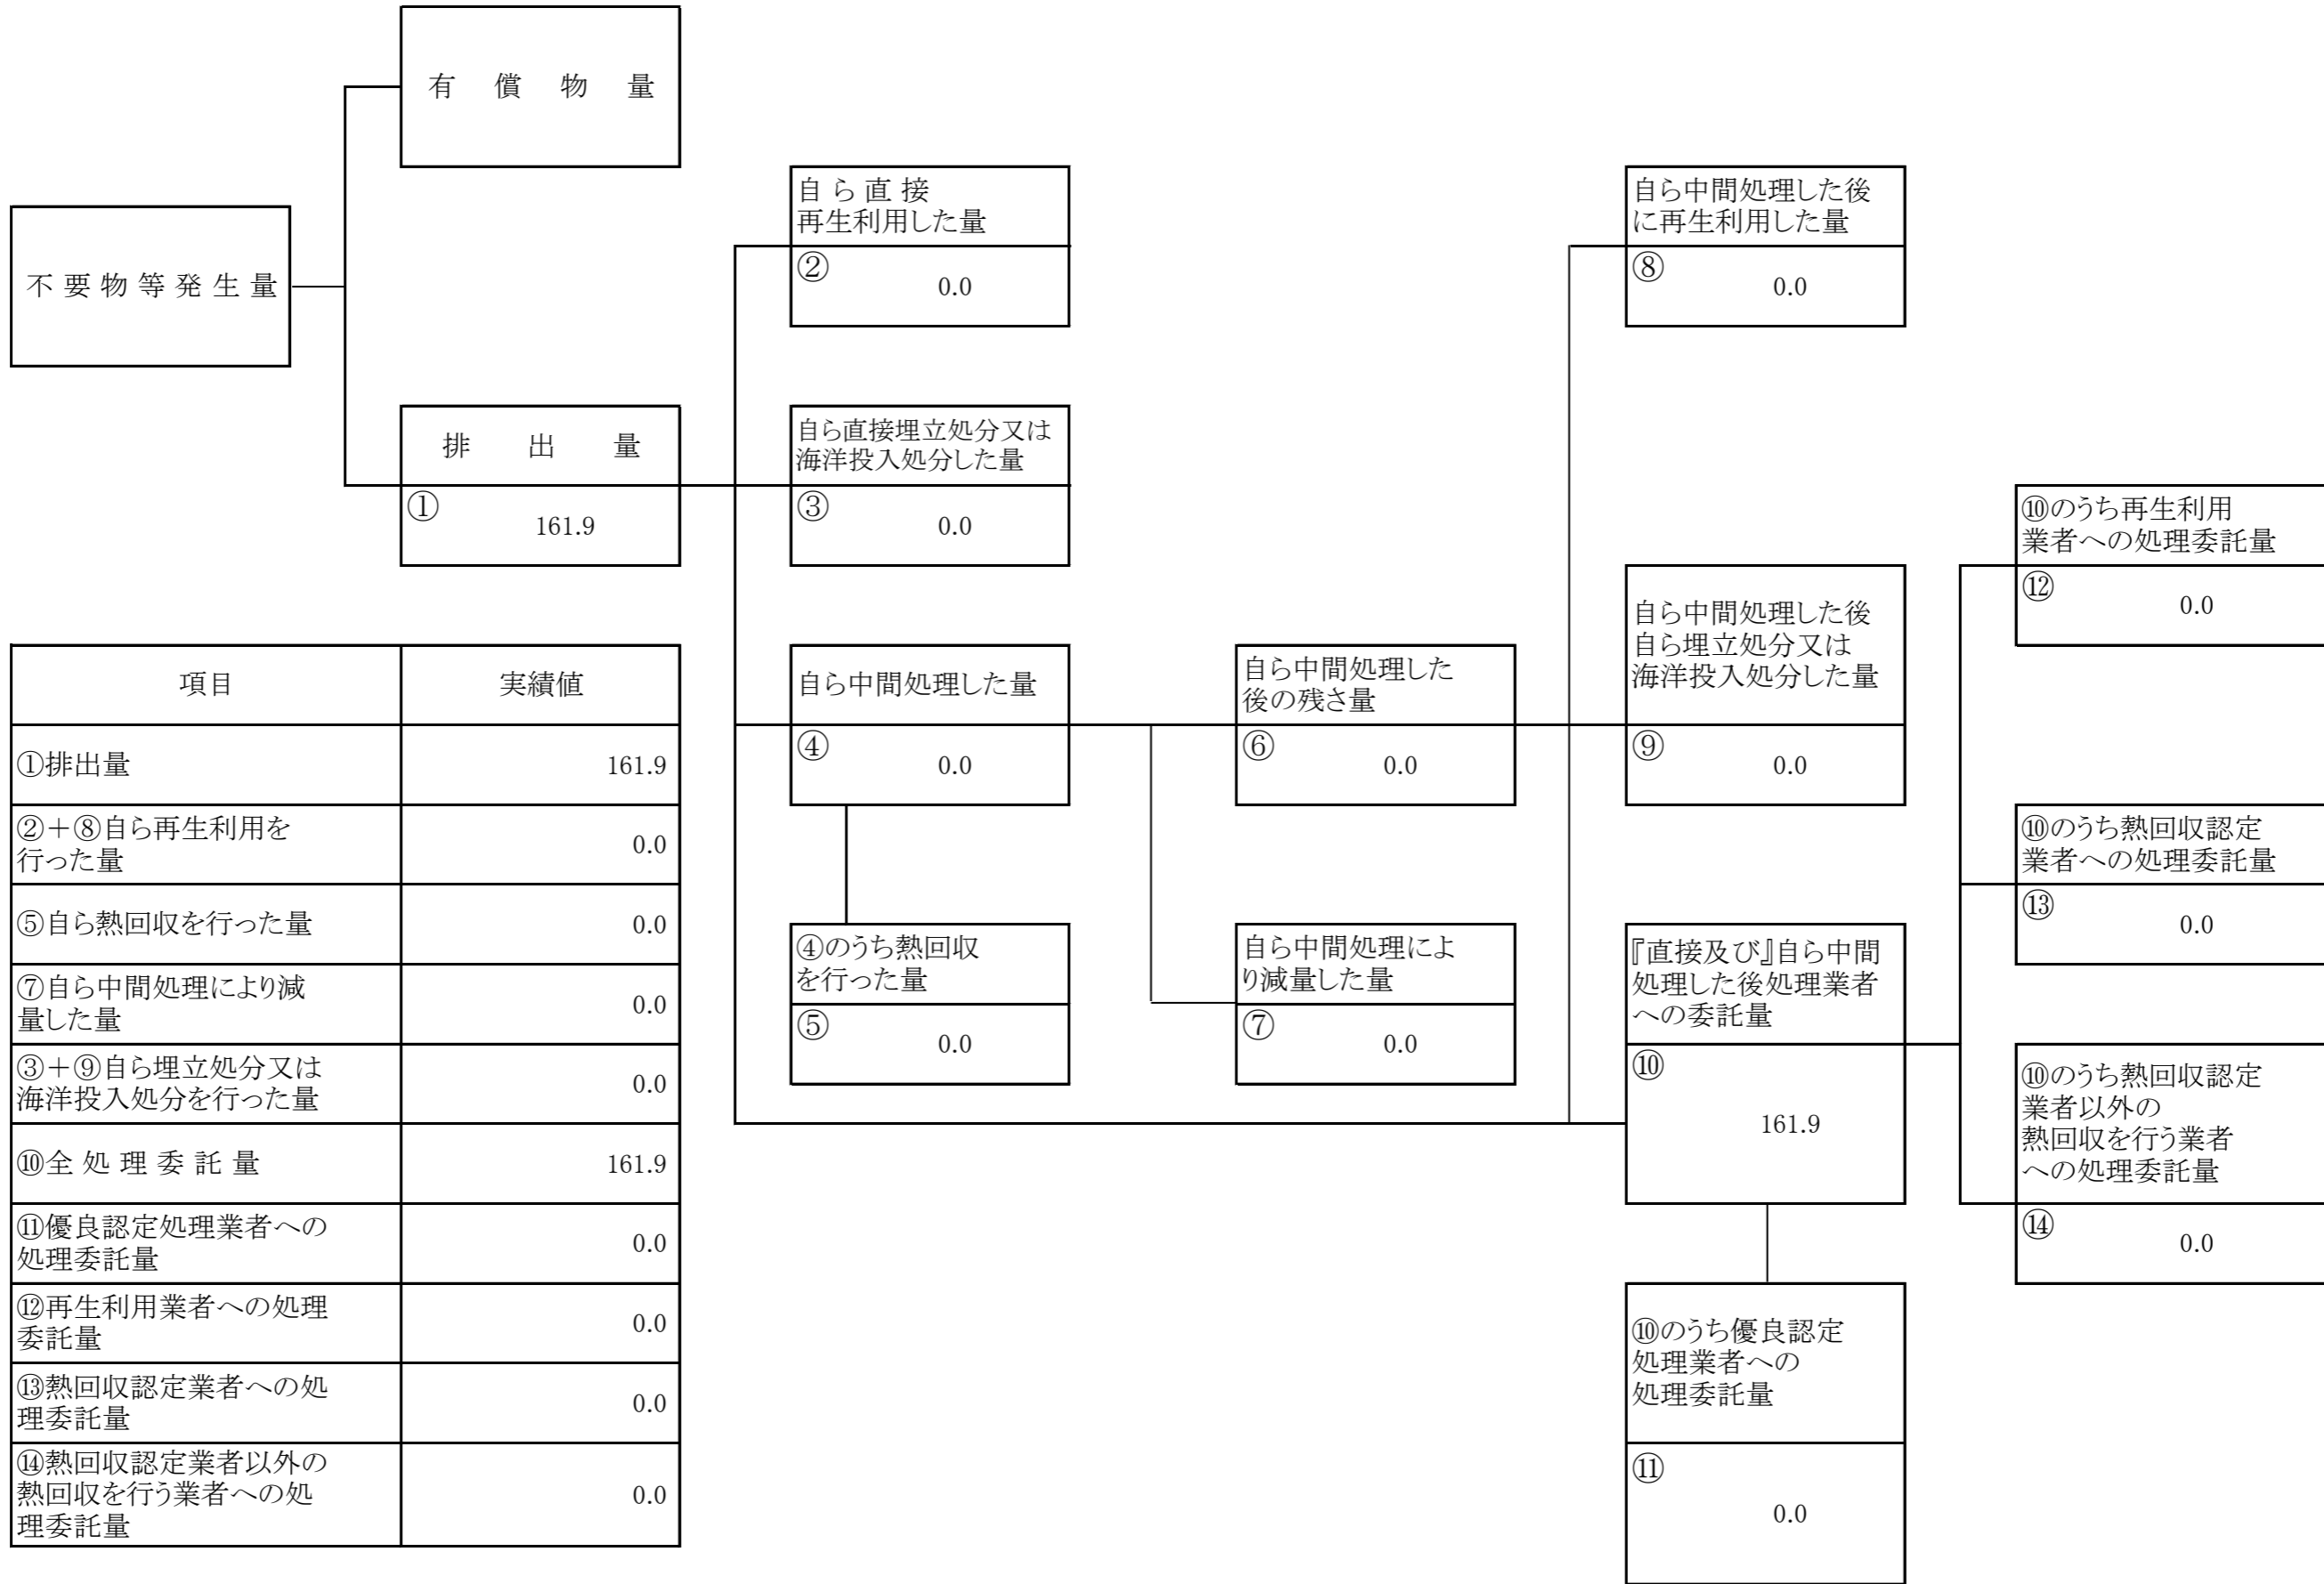 有償物量
不要物等発生量
自ら直接
再生利用した量
②
0.0
自ら中間処理した後
に再生利用した量
⑧
0.0
排出量
①
161.9
自ら直接埋立処分又は
海洋投入処分した量
③
0.0
⑩のうち再生利用
業者への処理委託量
⑫
0.0
自ら中間処理した量
④
0.0
自ら中間処理した
後の残さ量
⑥
0.0
自ら中間処理した後
自ら埋立処分又は
海洋投入処分した量
⑨
0.0
⑩のうち熱回収認定
業者への処理委託量
⑬
0.0
④のうち熱回収
を行った量
⑤
0.0
自ら中間処理によ
り減量した量
⑦
0.0
『直接及び』自ら中間
処理した後処理業者
への委託量
⑩
161.9
⑩のうち熱回収認定
業者以外の
熱回収を行う業者
への処理委託量
⑭
0.0
⑩のうち優良認定
処理業者への
処理委託量
⑪
0.0
項目 実績値
①排出量 161.9
②+⑧自ら再生利用を
行った量 0.0
⑤自ら熱回収を行った量 0.0
⑦自ら中間処理により減
量した量 0.0
③+⑨自ら埋立処分又は
海洋投入処分を行った量 0.0
⑩全処理委託量 161.9
⑪優良認定処理業者への
処理委託量 0.0
⑫再生利用業者への処理
委託量 0.0
⑬熱回収認定業者への処
理委託量 0.0
⑭熱回収認定業者以外の
熱回収を行う業者への処
理委託量 0.0